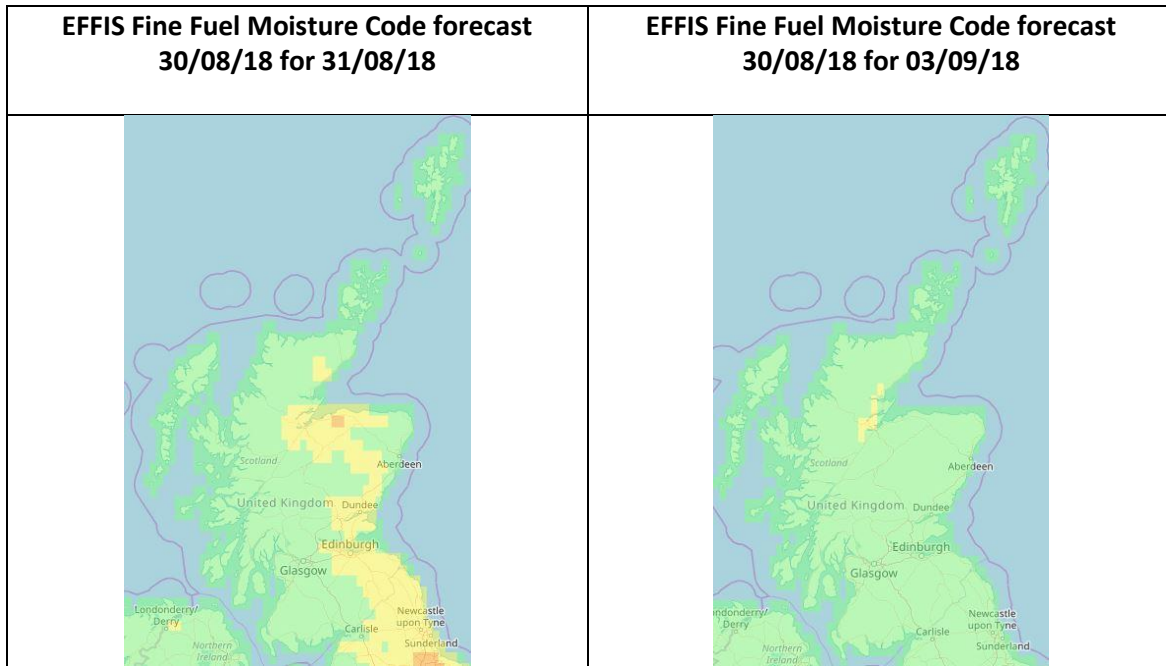 EFFIS Fine Fuel Moisture Code forecast
30/08/18 for 31/08/18
EFFIS Fine Fuel Moisture Code forecast
30/08/18 for 03/09/18
Scotland
Aberdeen
United Kingdom
Dundee
Edinburgh
Glasgow
Londonderry/
Derry
Newcastle
upon Tyne
Carlisle
Sunderland
Northern
Ireland
Scotland
Aberdeen
United Kingdom
Dundee
Edinburgh
Glasgow
Londonderry/
Derry
Newcastle
upon Tyne
Carlisle
Sunderland
Northern
Ireland